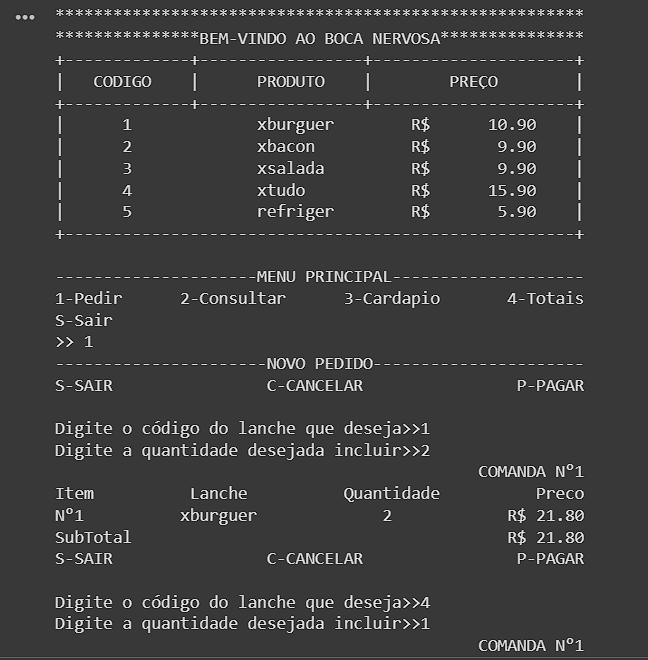 *******************************************************
***************BEM-VINDO AO BOCA NERVOSA***************
+-------------+-----------------+---------------------+
|   CODIGO    |      PRODUTO    |        PREÇO        |
+-------------+-----------------+---------------------+
|      1             xburguer        R$      10.90    |
|      2             xbacon          R$       9.90    |
|      3             xsalada         R$       9.90    |
|      4             xtudo           R$      15.90    |
|      5             refriger        R$       5.90    |
+-----------------------------------------------------+
---------------------MENU PRINCIPAL--------------------
1-Pedir      2-Consultar      3-Cardapio       4-Totais
S-Sair
>> 1
----------------------NOVO PEDIDO----------------------
S-SAIR                C-CANCELAR                P-PAGAR
Digite o código do lanche que deseja>>1
Digite a quantidade desejada incluir>>2
COMANDA Nº1
Item          Lanche          Quantidade          Preco
Nº1          xburguer             2           R$ 21.80
SubTotal                                       R$ 21.80
S-SAIR                C-CANCELAR                P-PAGAR
Digite o código do lanche que deseja>>4
Digite a quantidade desejada incluir>>1
COMANDA Nº1